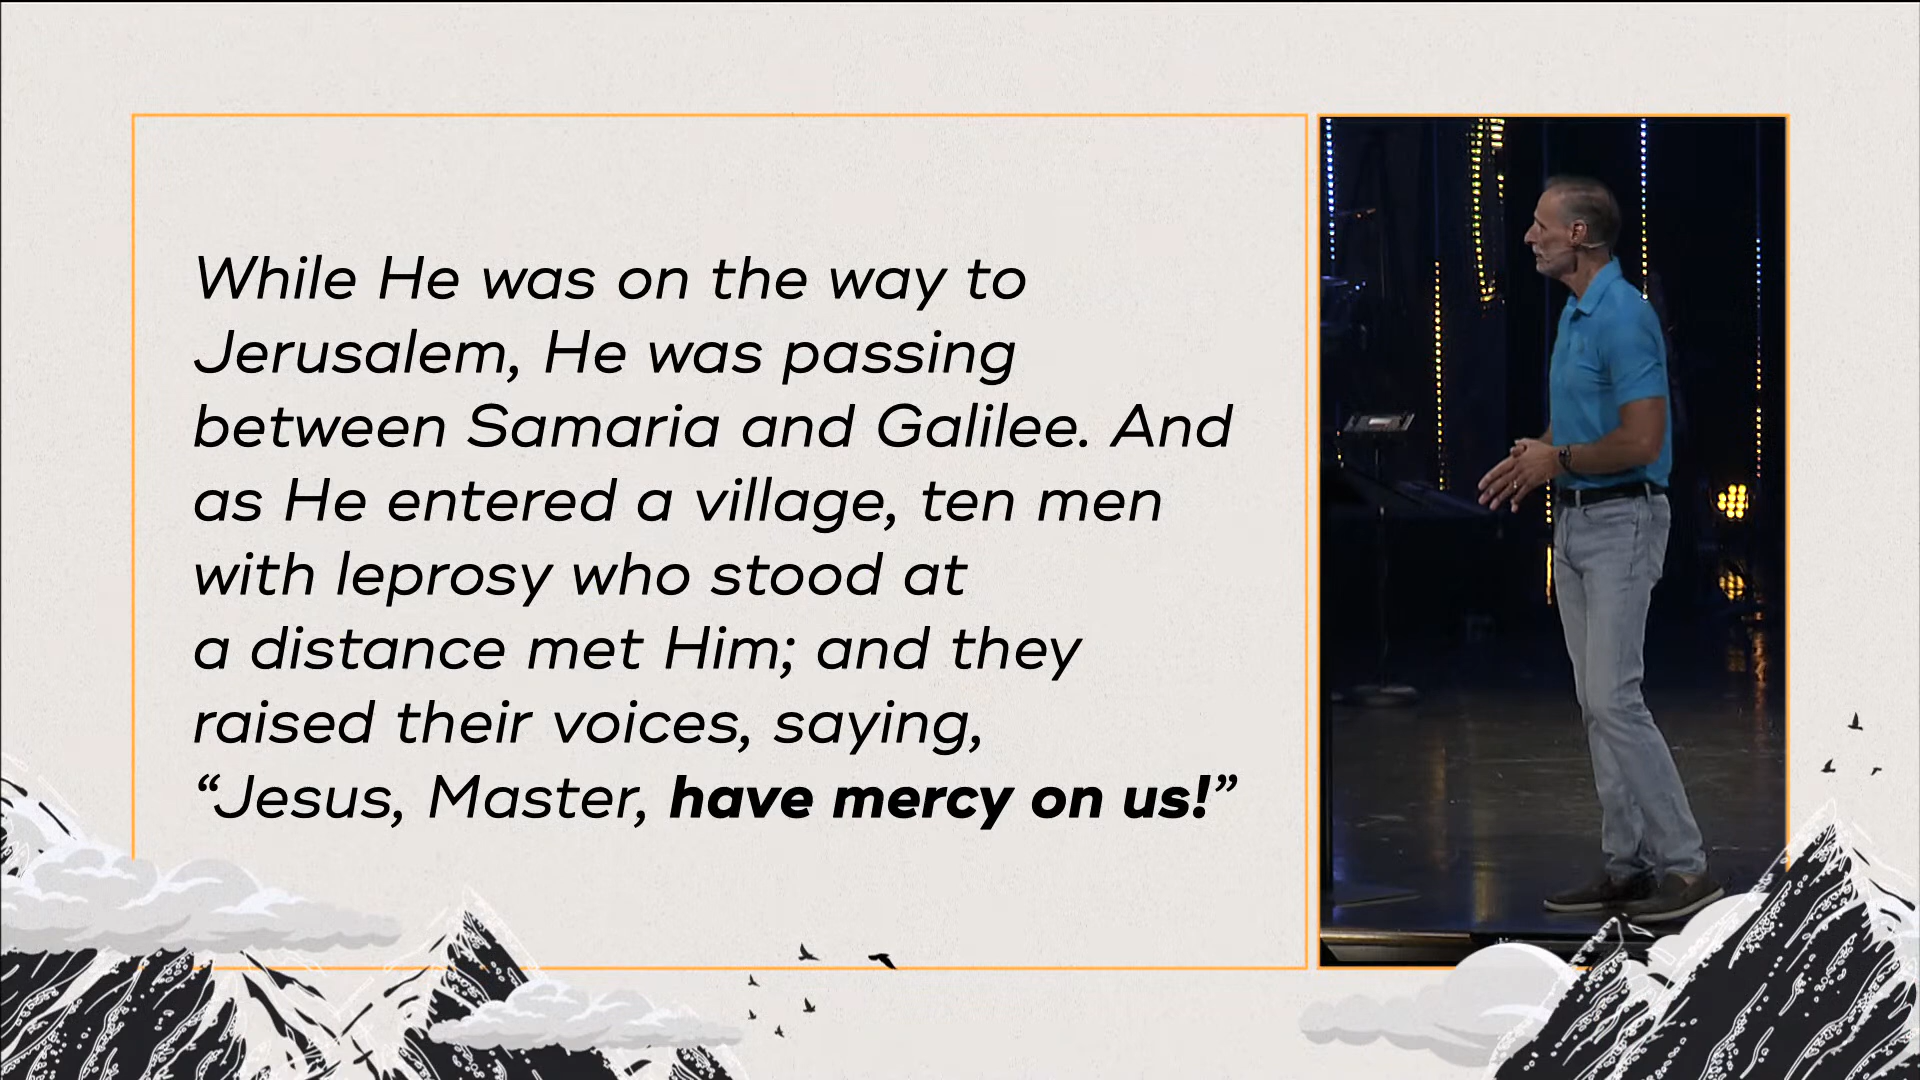 While He was on the way to
Jerusalem, He was passing
between Samaria and Galilee. And
as He entered a village, ten men
with leprosy who stood at
a distance met Him; and they
raised their voices, saying,
“Jesus, Master, have mercy on us!”